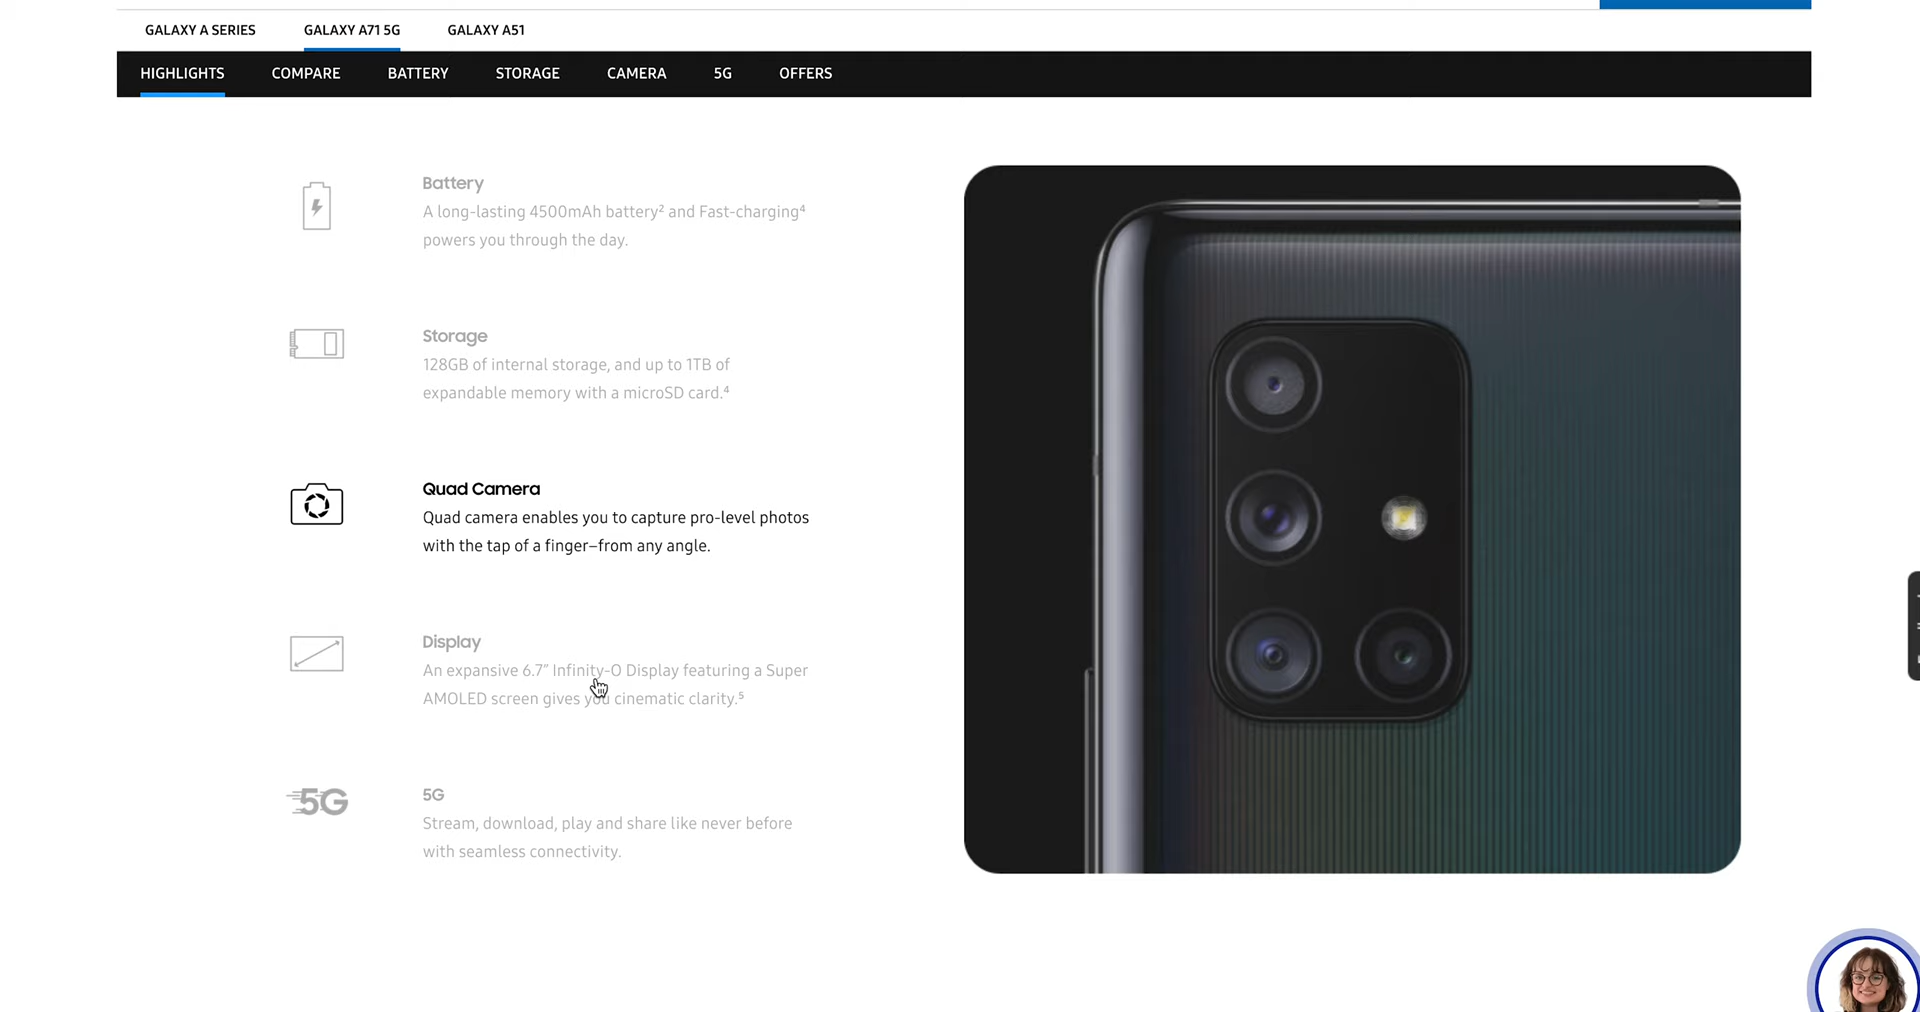 GALAXY A SERIES GALAXY A71 5G GALAXY A51
HIGHLIGHTS COMPARE BATTERY STORAGE CAMERA 5G OFFERS
Battery
A long-lasting 4500mAh battery² and Fast-charging⁴
powers you through the day.
Storage
128GB of internal storage, and up to 1TB of
expandable memory with a microSD card.⁴
Quad Camera
Quad camera enables you to capture pro-level photos
with the tap of a finger–from any angle.
Display
An expansive 6.7” Infinity-O Display featuring a Super
AMOLED screen gives you cinematic clarity.⁵
5G
5G
Stream, download, play and share like never before
with seamless connectivity.